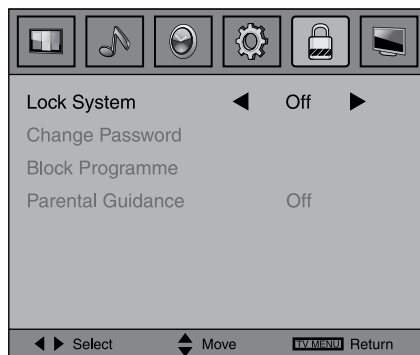 Lock System Off
Change Password
Block Programme
Parental Guidance Off
Select Move TV MENU Return